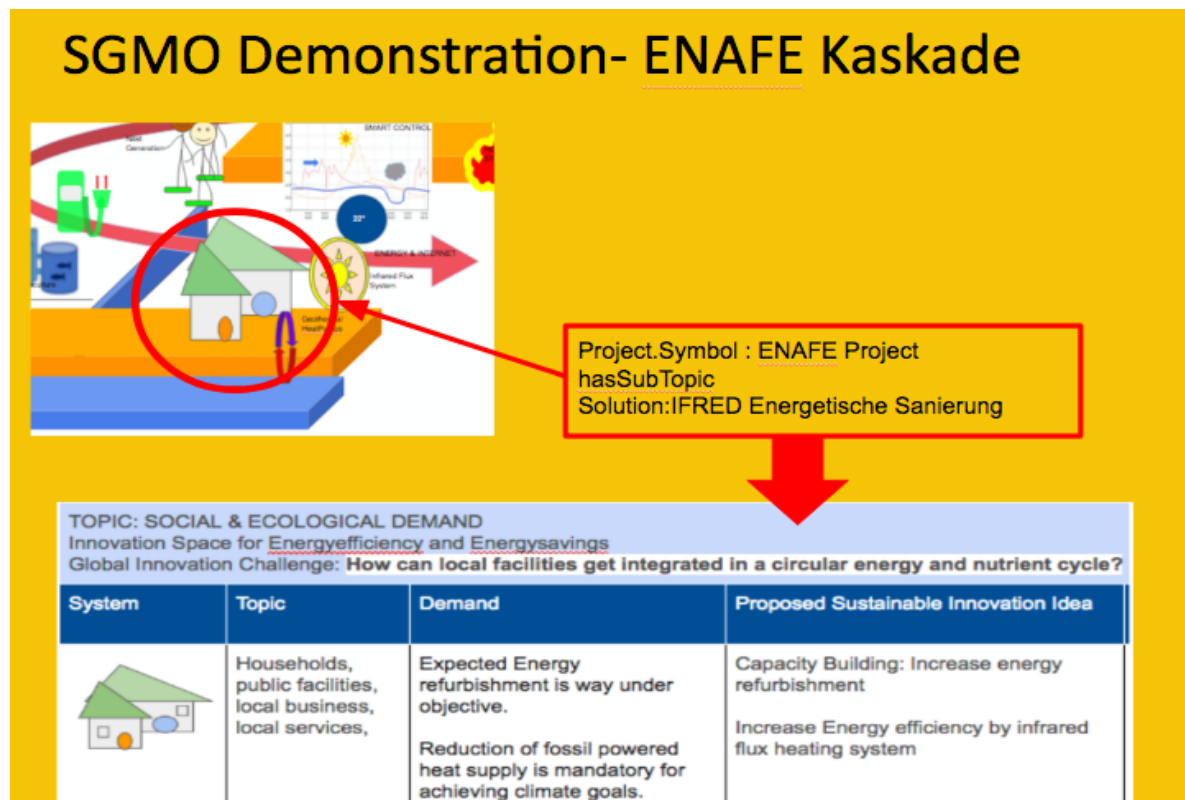 SGMO Demonstration- ENAFE Kaskade
Next
Generation
SMART CONTROL
22°
ENERGY & INTERNET
Infrared Flux
System
Geothermal
HeatPumps
Project.Symbol : ENAFE Project
hasSubTopic
Solution:IFRED Energetische Sanierung
TOPIC: SOCIAL & ECOLOGICAL DEMAND
Innovation Space for Energyefficiency and Energysavings
Global Innovation Challenge: How can local facilities get integrated in a circular energy and nutrient cycle?
System Topic Demand Proposed Sustainable Innovation Idea
Households,
public facilities,
local business,
local services,
Expected Energy
refurbishment is way under
objective.
Reduction of fossil powered
heat supply is mandatory for
achieving climate goals.
Capacity Building: Increase energy
refurbishment
Increase Energy efficiency by infrared
flux heating system